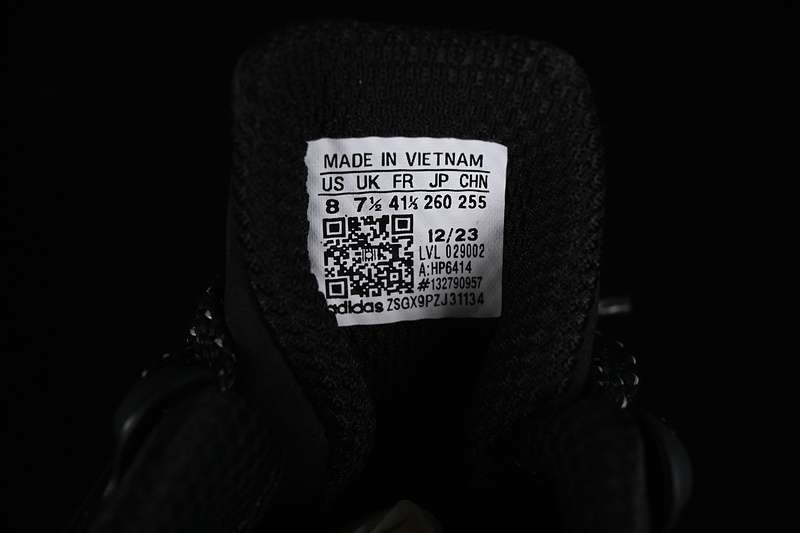 MADE IN VIETNAM
US UK FR JP CHN
8 7½ 41⅓ 260 255
12/23
LVL 029002
A:HP6414
#132790957
adidas ZSGX9PZJ31134